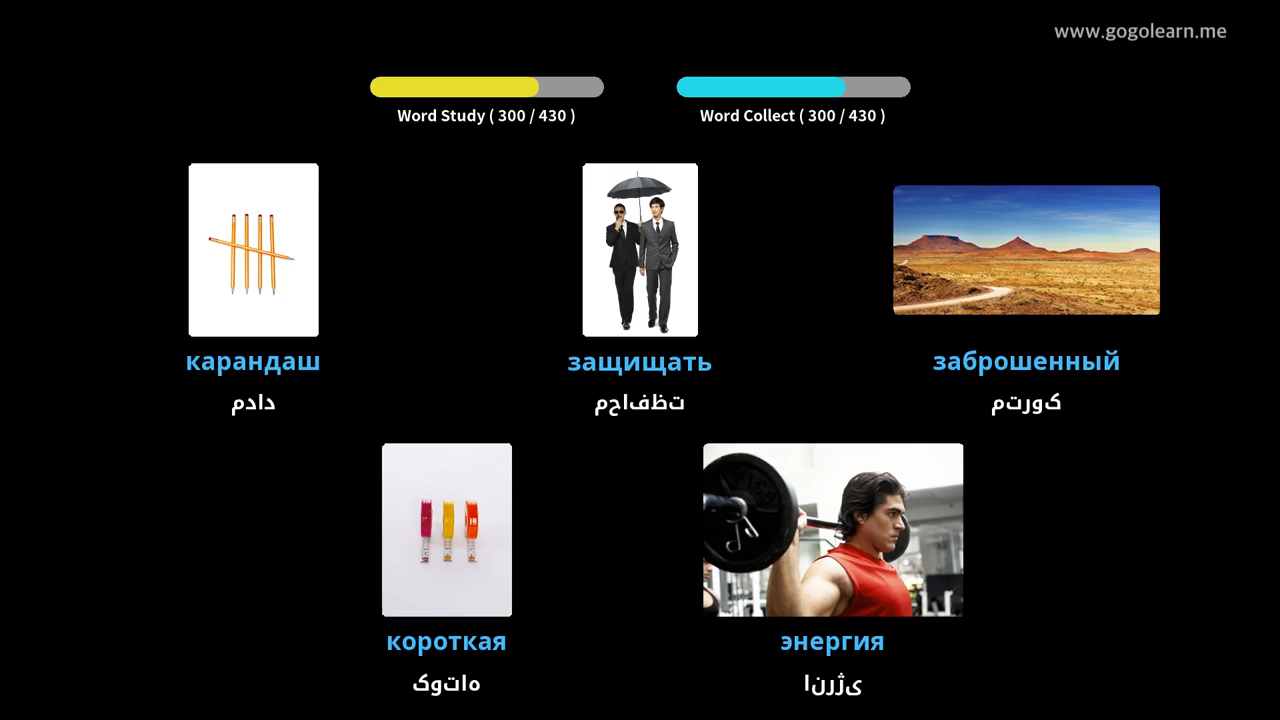 www.gogolearn.me
Word Study ( 300 / 430 )
Word Collect ( 300 / 430 )
карандаш
دادم
защищать
تظفاحم
заброшенный
کورتم
короткая
هاتوک
энергия
یژرنا